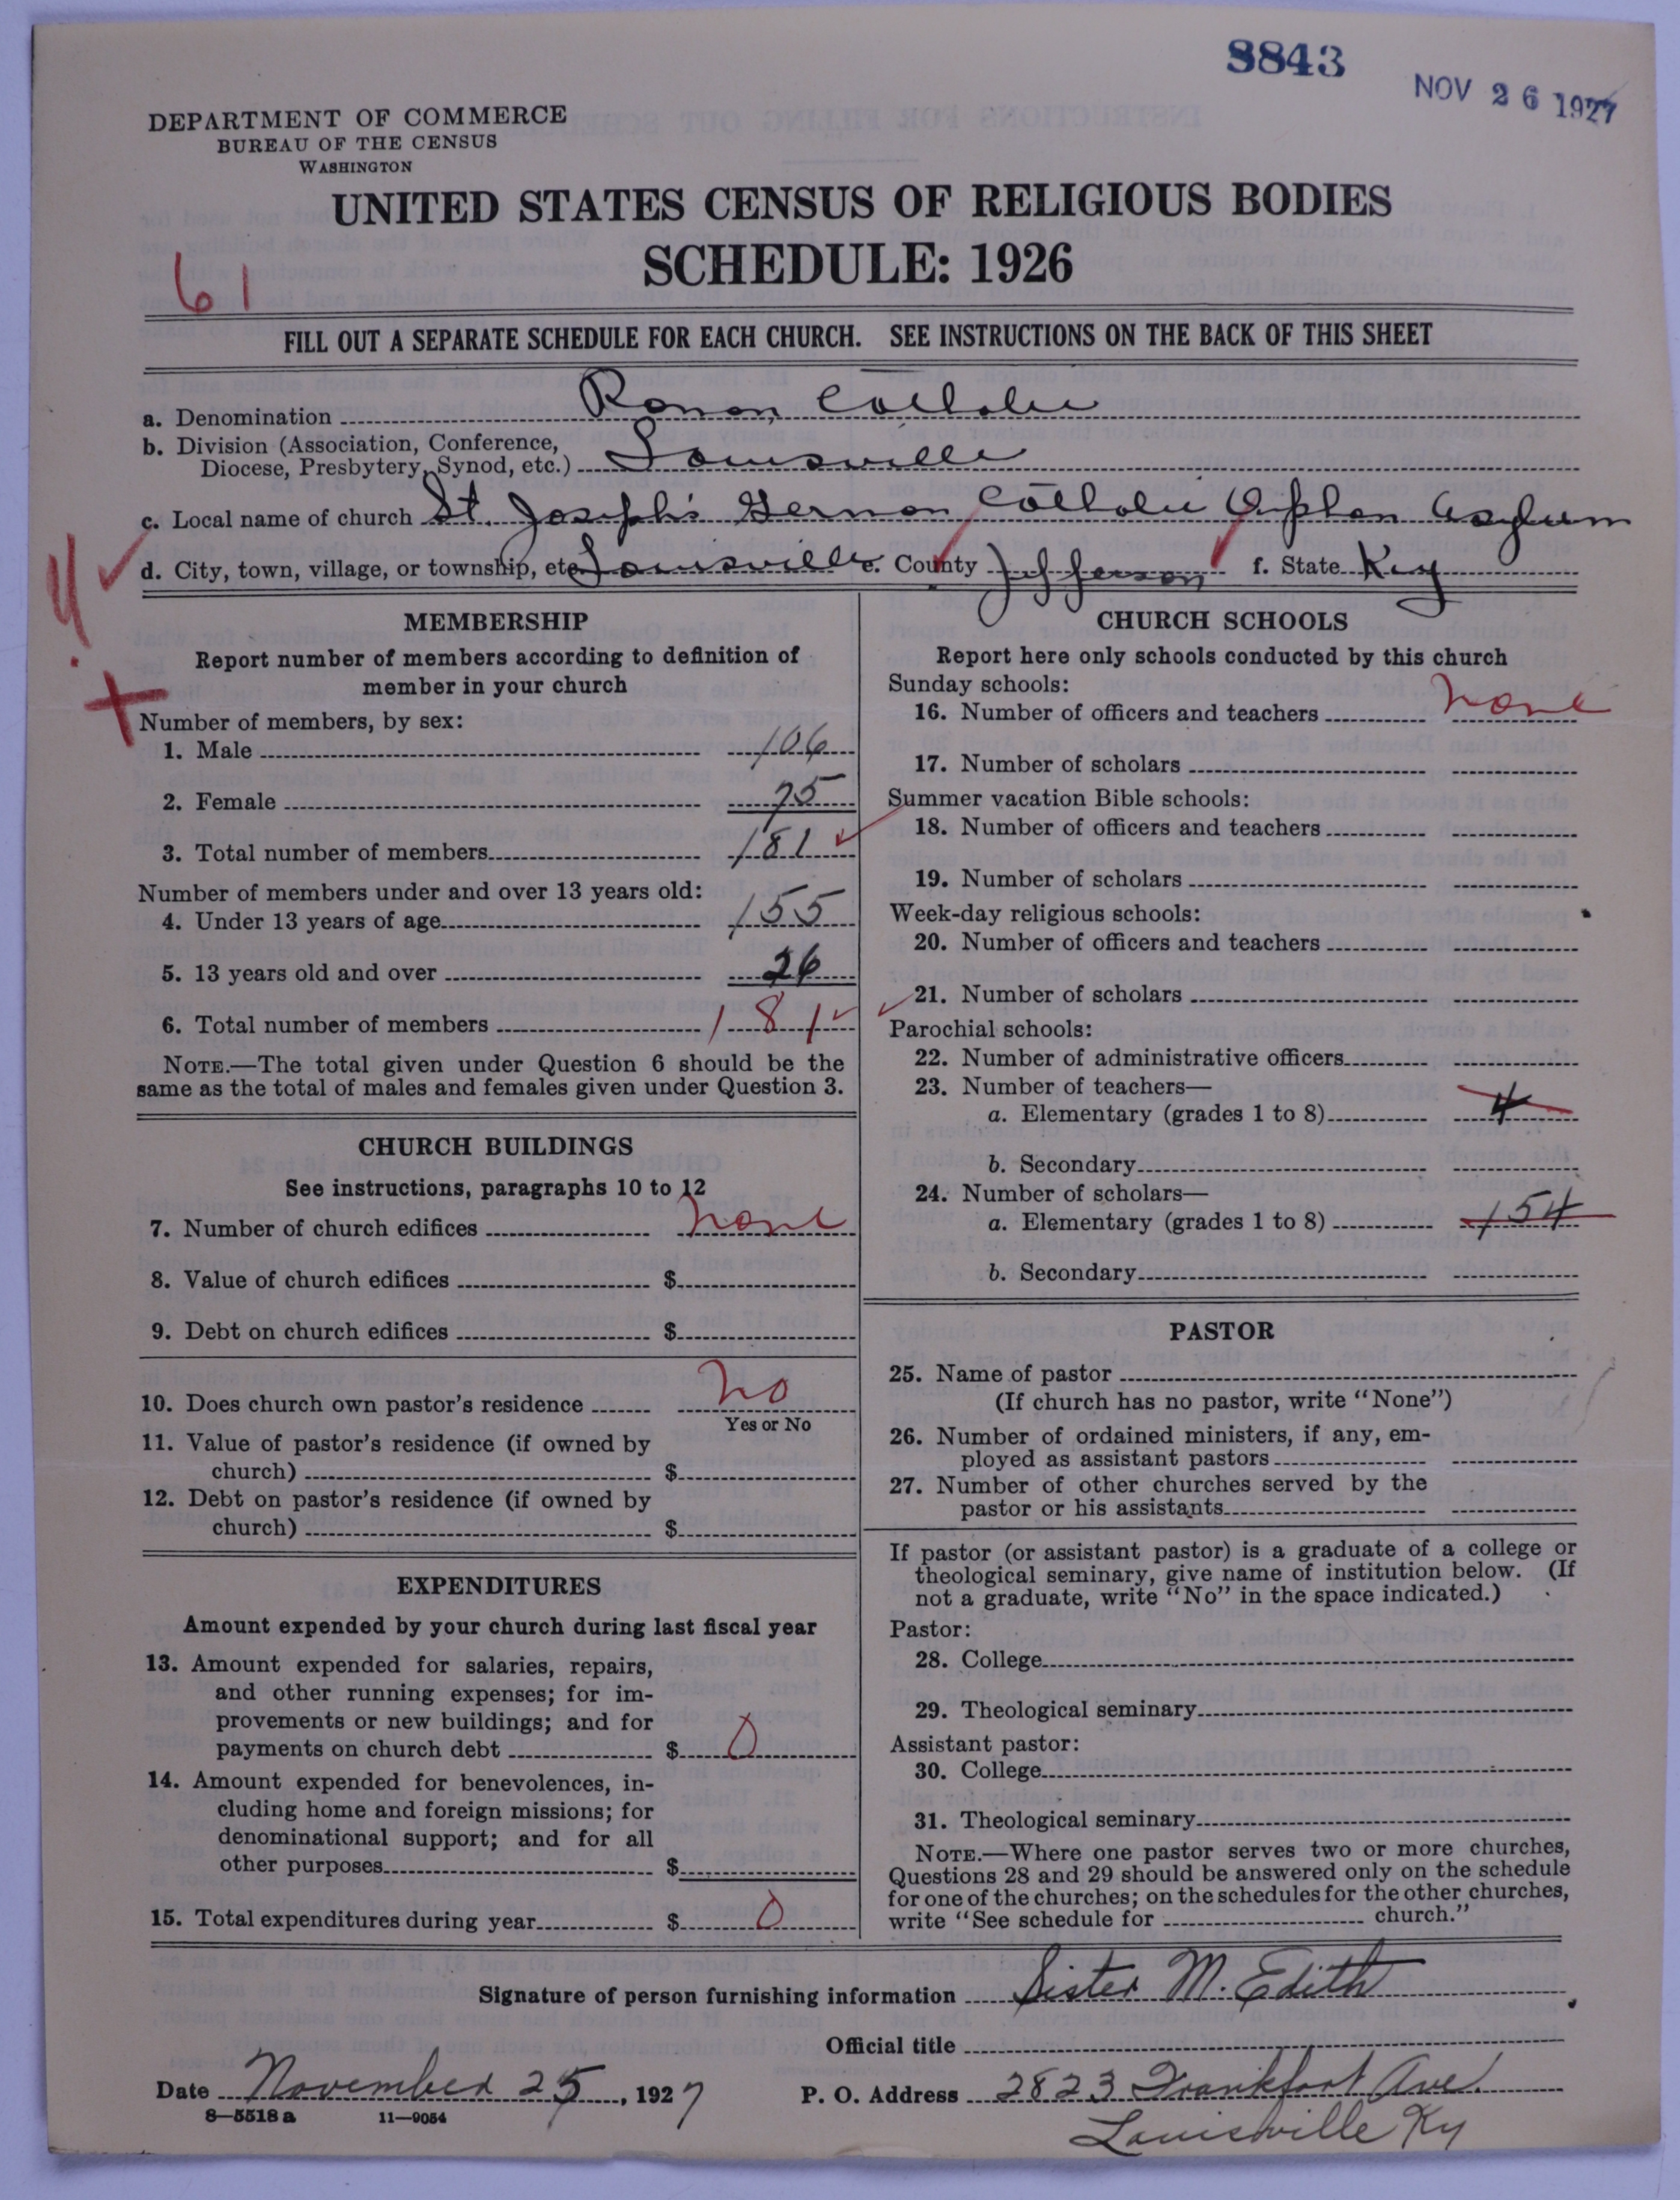 8843
NOV 26 1927
DEPARTMENT OF COMMERCE
BUREAU OF THE CENSUS
WASHINGTON
UNITED STATES CENSUS OF RELIGIOUS BODIES
SCHEDULE: 1926
61
FILL OUT A SEPARATE SCHEDULE FOR EACH CHURCH. SEE INSTRUCTIONS ON THE BACK OF THIS SHEET
a. Denomination Roman Catholic
b. Division (Association, Conference,
Diocese, Presbytery, Synod, etc.) Louisville
c. Local name of church St. Joseph's German Catholic Orphan Asylum
d. City, town, village, or township, etc. Louisville e. County Jefferson f. State Ky
MEMBERSHIP
Report number of members according to definition of
member in your church
Number of members, by sex:
1. Male 106
2. Female 75
3. Total number of members 181
Number of members under and over 13 years old:
4. Under 13 years of age 155
5. 13 years old and over 26
6. Total number of members 181
NOTE.—The total given under Question 6 should be the
same as the total of males and females given under Question 3.
CHURCH BUILDINGS
See instructions, paragraphs 10 to 12
7. Number of church edifices none
8. Value of church edifices $
9. Debt on church edifices $
10. Does church own pastor's residence No
Yes or No
11. Value of pastor's residence (if owned by
church) $
12. Debt on pastor's residence (if owned by
church) $
EXPENDITURES
Amount expended by your church during last fiscal year
13. Amount expended for salaries, repairs,
and other running expenses; for im-
provements or new buildings; and for
payments on church debt $ 0
14. Amount expended for benevolences, in-
cluding home and foreign missions; for
denominational support; and for all
other purposes $
15. Total expenditures during year $ 0
CHURCH SCHOOLS
Report here only schools conducted by this church
Sunday schools:
16. Number of officers and teachers none
17. Number of scholars
Summer vacation Bible schools:
18. Number of officers and teachers
19. Number of scholars
Week-day religious schools:
20. Number of officers and teachers
21. Number of scholars
Parochial schools:
22. Number of administrative officers
23. Number of teachers—
a. Elementary (grades 1 to 8) 4
b. Secondary
24. Number of scholars—
a. Elementary (grades 1 to 8) 154
b. Secondary
PASTOR
25. Name of pastor
(If church has no pastor, write "None")
26. Number of ordained ministers, if any, em-
ployed as assistant pastors
27. Number of other churches served by the
pastor or his assistants
If pastor (or assistant pastor) is a graduate of a college or
theological seminary, give name of institution below. (If
not a graduate, write "No" in the space indicated.)
Pastor:
28. College
29. Theological seminary
Assistant pastor:
30. College
31. Theological seminary
NOTE.—Where one pastor serves two or more churches,
Questions 28 and 29 should be answered only on the schedule
for one of the churches; on the schedules for the other churches,
write "See schedule for church."
Signature of person furnishing information Sister M. Edith
Official title
Date November 25, 1927 P. O. Address 2823 Frankfort Ave.
8—5518 a 11—9054
Louisville Ky